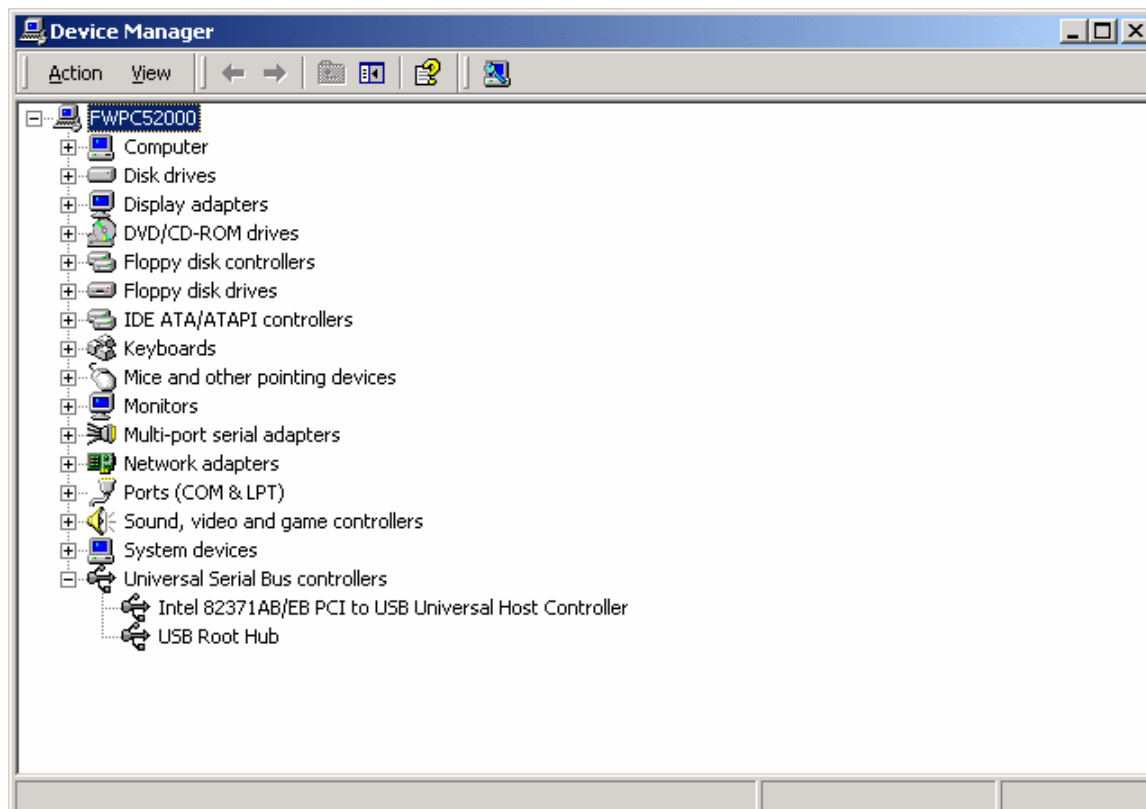 Device Manager
Action View
FWPC52000
Computer
Disk drives
Display adapters
DVD/CD-ROM drives
Floppy disk controllers
Floppy disk drives
IDE ATA/ATAPI controllers
Keyboards
Mice and other pointing devices
Monitors
Multi-port serial adapters
Network adapters
Ports (COM & LPT)
Sound, video and game controllers
System devices
Universal Serial Bus controllers
Intel 82371AB/EB PCI to USB Universal Host Controller
USB Root Hub